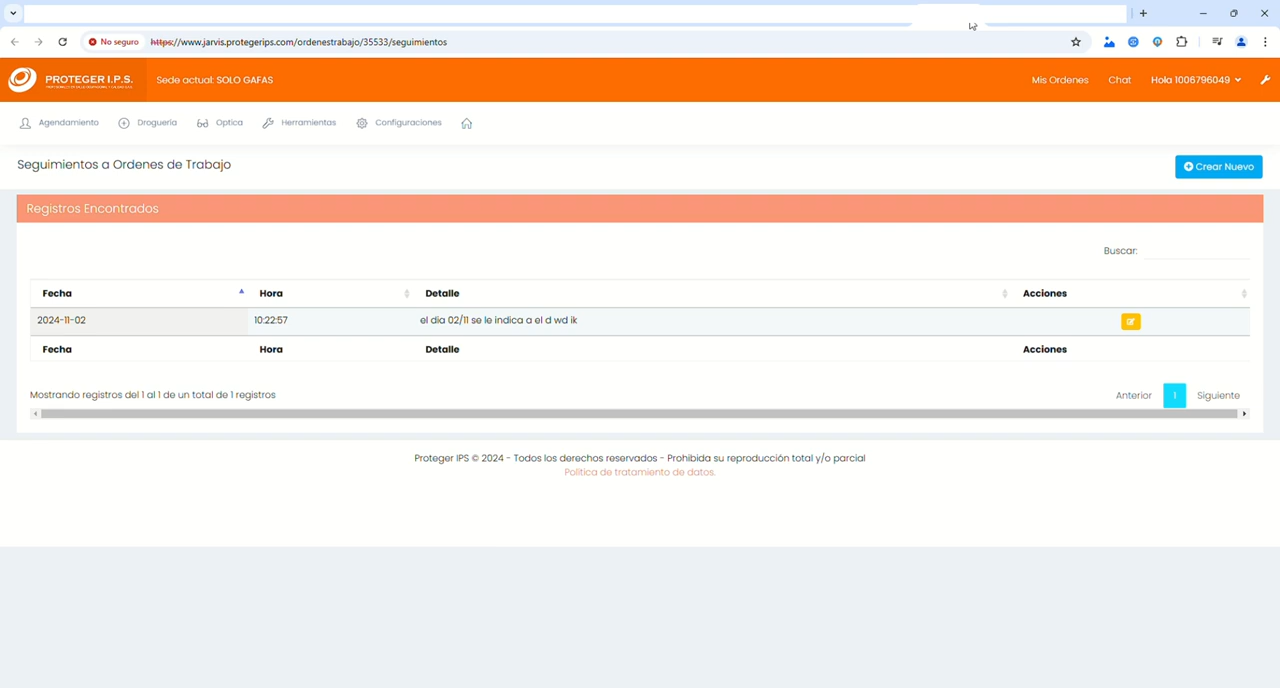 No seguro https://www.jarvis.protegerips.com/ordenestrabajo/35533/seguimientos
PROTEGER I.P.S. Sede actual: SOLO GAFAS Mis Ordenes Chat Hola 1006796049
Agendamiento Droguería Optica Herramientas Configuraciones
Seguimientos a Ordenes de Trabajo Crear Nuevo
Registros Encontrados
Buscar:
Fecha Hora Detalle Acciones
2024-11-02 10:22:57 el dia 02/11 se le indica a el d wd ik
Fecha Hora Detalle Acciones
Mostrando registros del 1 al 1 de un total de 1 registros Anterior 1 Siguiente
Proteger IPS © 2024 - Todos los derechos reservados - Prohibida su reproducción total y/o parcial
Política de tratamiento de datos.